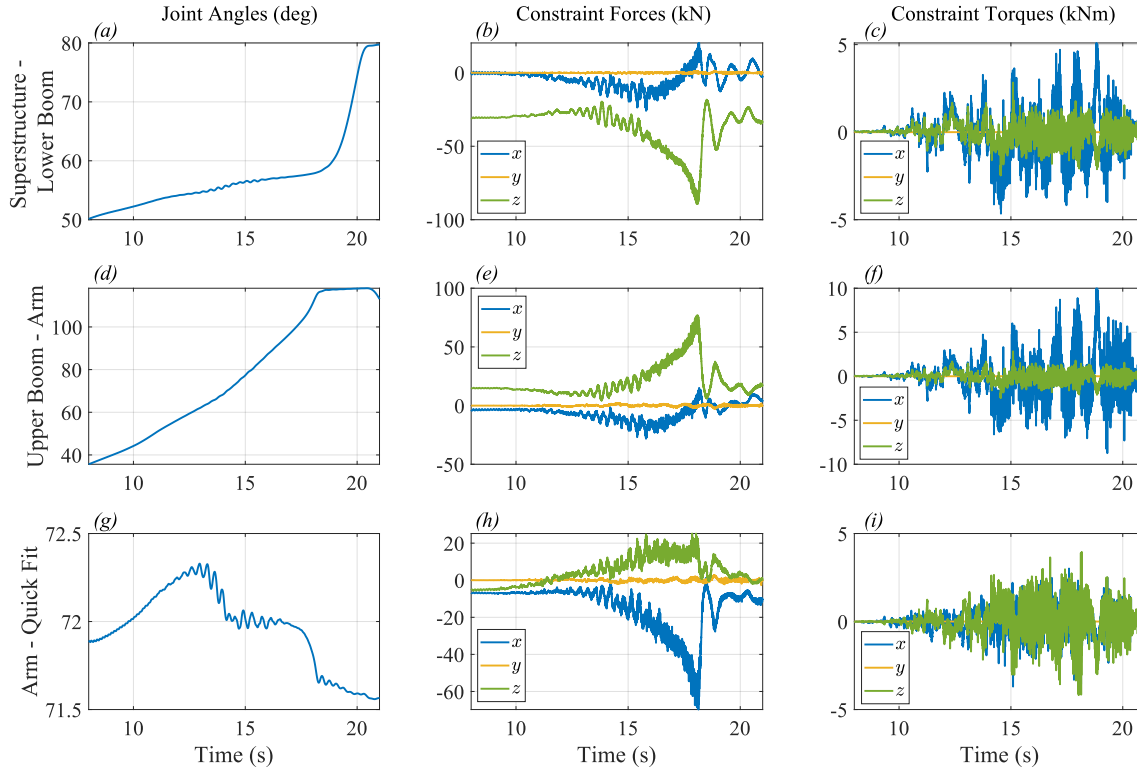 Joint Angles (deg)
Constraint Forces (kN)
Constraint Torques (kNm)
Superstructure -
Lower Boom
(a)
80
70
60
50
10
15
20
(b)
0
-50
-100
x
y
z
10
15
20
(c)
5
0
-5
x
y
z
10
15
20
Upper Boom - Arm
(d)
100
80
60
40
10
15
20
(e)
100
50
0
-50
x
y
z
10
15
20
(f)
10
5
0
-5
-10
x
y
z
10
15
20
Arm - Quick Fit
(g)
72.5
72
71.5
10
15
20
Time (s)
(h)
20
0
-20
-40
-60
x
y
z
10
15
20
Time (s)
(i)
5
0
-5
x
y
z
10
15
20
Time (s)